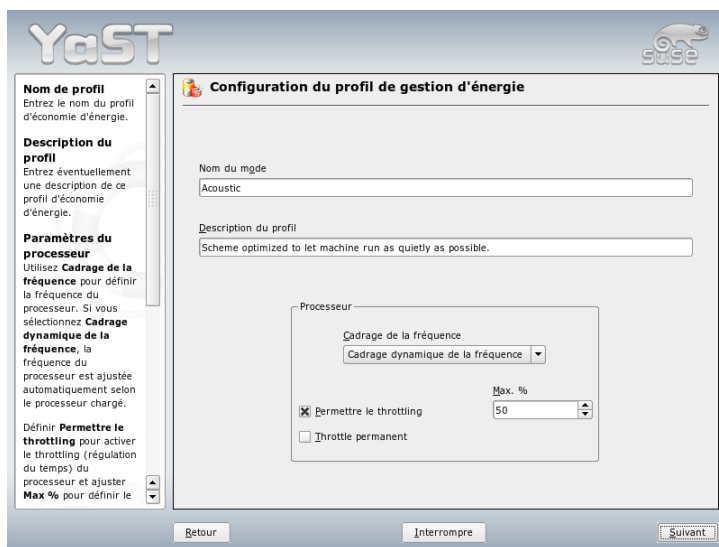 YaST
suse
Nom de profil
Entrez le nom du profil
d'économie d'énergie.
Description du
profil
Entrez éventuellement
une description de ce
profil d'économie
d'énergie.
Paramètres du
processeur
Utilisez Cadrage de la
fréquence pour définir
la fréquence du
processeur. Si vous
sélectionnez Cadrage
dynamique de la
fréquence, la
fréquence du
processeur est ajustée
automatiquement selon
le processeur chargé.
Définir Permettre le
throttling pour activer
le throttling (régulation
du temps) du
processeur et ajuster
Max % pour définir le
Configuration du profil de gestion d'énergie
Nom du mode
Acoustic
Description du profil
Scheme optimized to let machine run as quietly as possible.
Processeur
Cadrage de la fréquence
Cadrage dynamique de la fréquence
Max. %
Permettre le throttling
50
Throttle permanent
Retour
Interrompre
Suivant